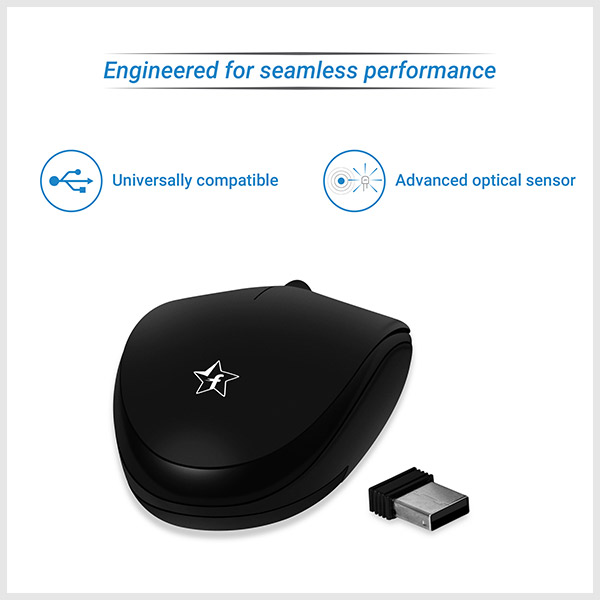 Engineered for seamless performance
Universally compatible
Advanced optical sensor
f